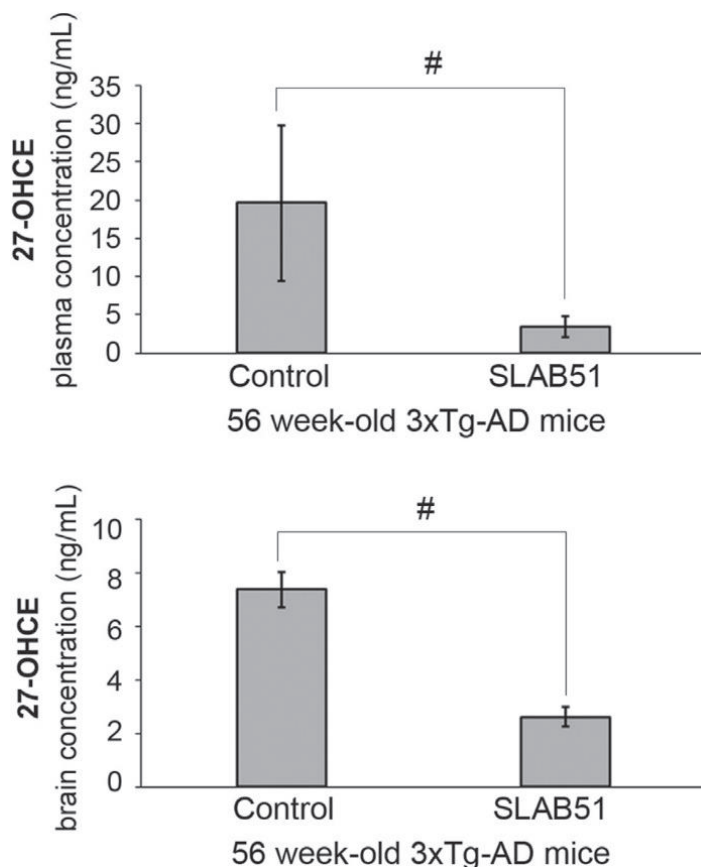 #
27-OHCE
plasma concentration (ng/mL)
35
30
25
20
15
10
5
0
Control SLAB51
56 week-old 3xTg-AD mice
#
27-OHCE
brain concentration (ng/mL)
10
8
6
4
2
0
Control SLAB51
56 week-old 3xTg-AD mice